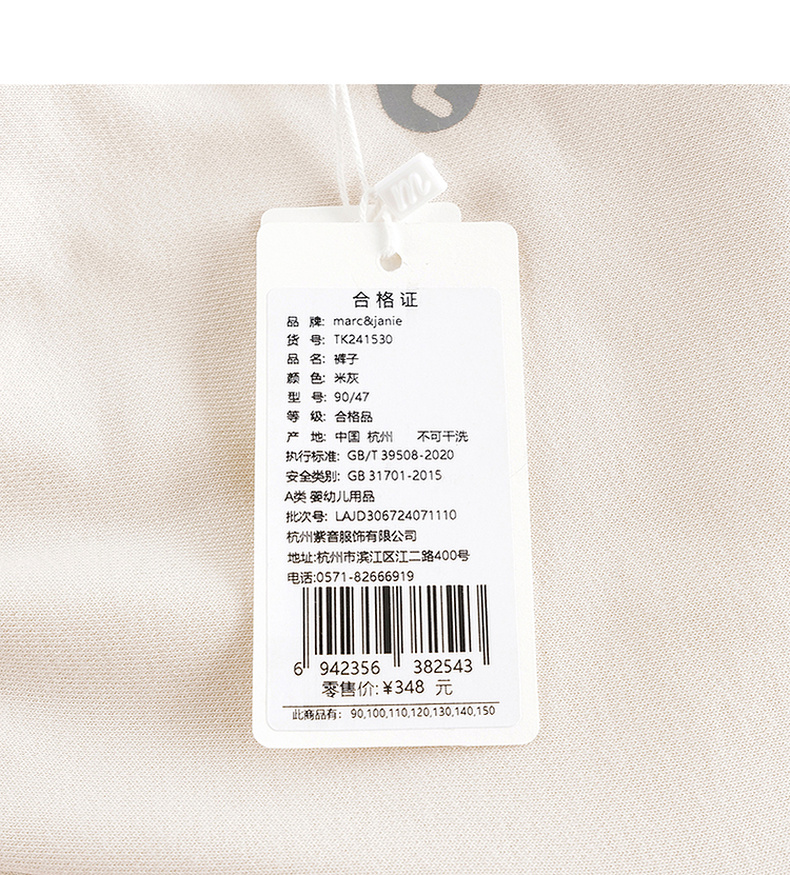 m
合格证
品 牌: marc&janie
货 号: TK241530
品 名: 裤子
颜 色: 米灰
型 号: 90/47
等 级: 合格品
产 地: 中国 杭州 不可干洗
执行标准: GB/T 39508-2020
安全类别: GB 31701-2015
A类 婴幼儿用品
批次号: LAJD306724071110
杭州紫音服饰有限公司
地址:杭州市滨江区江二路400号
电话:0571-82666919
6 942356 382543
零售价:¥348 元
此商品有: 90,100,110,120,130,140,150